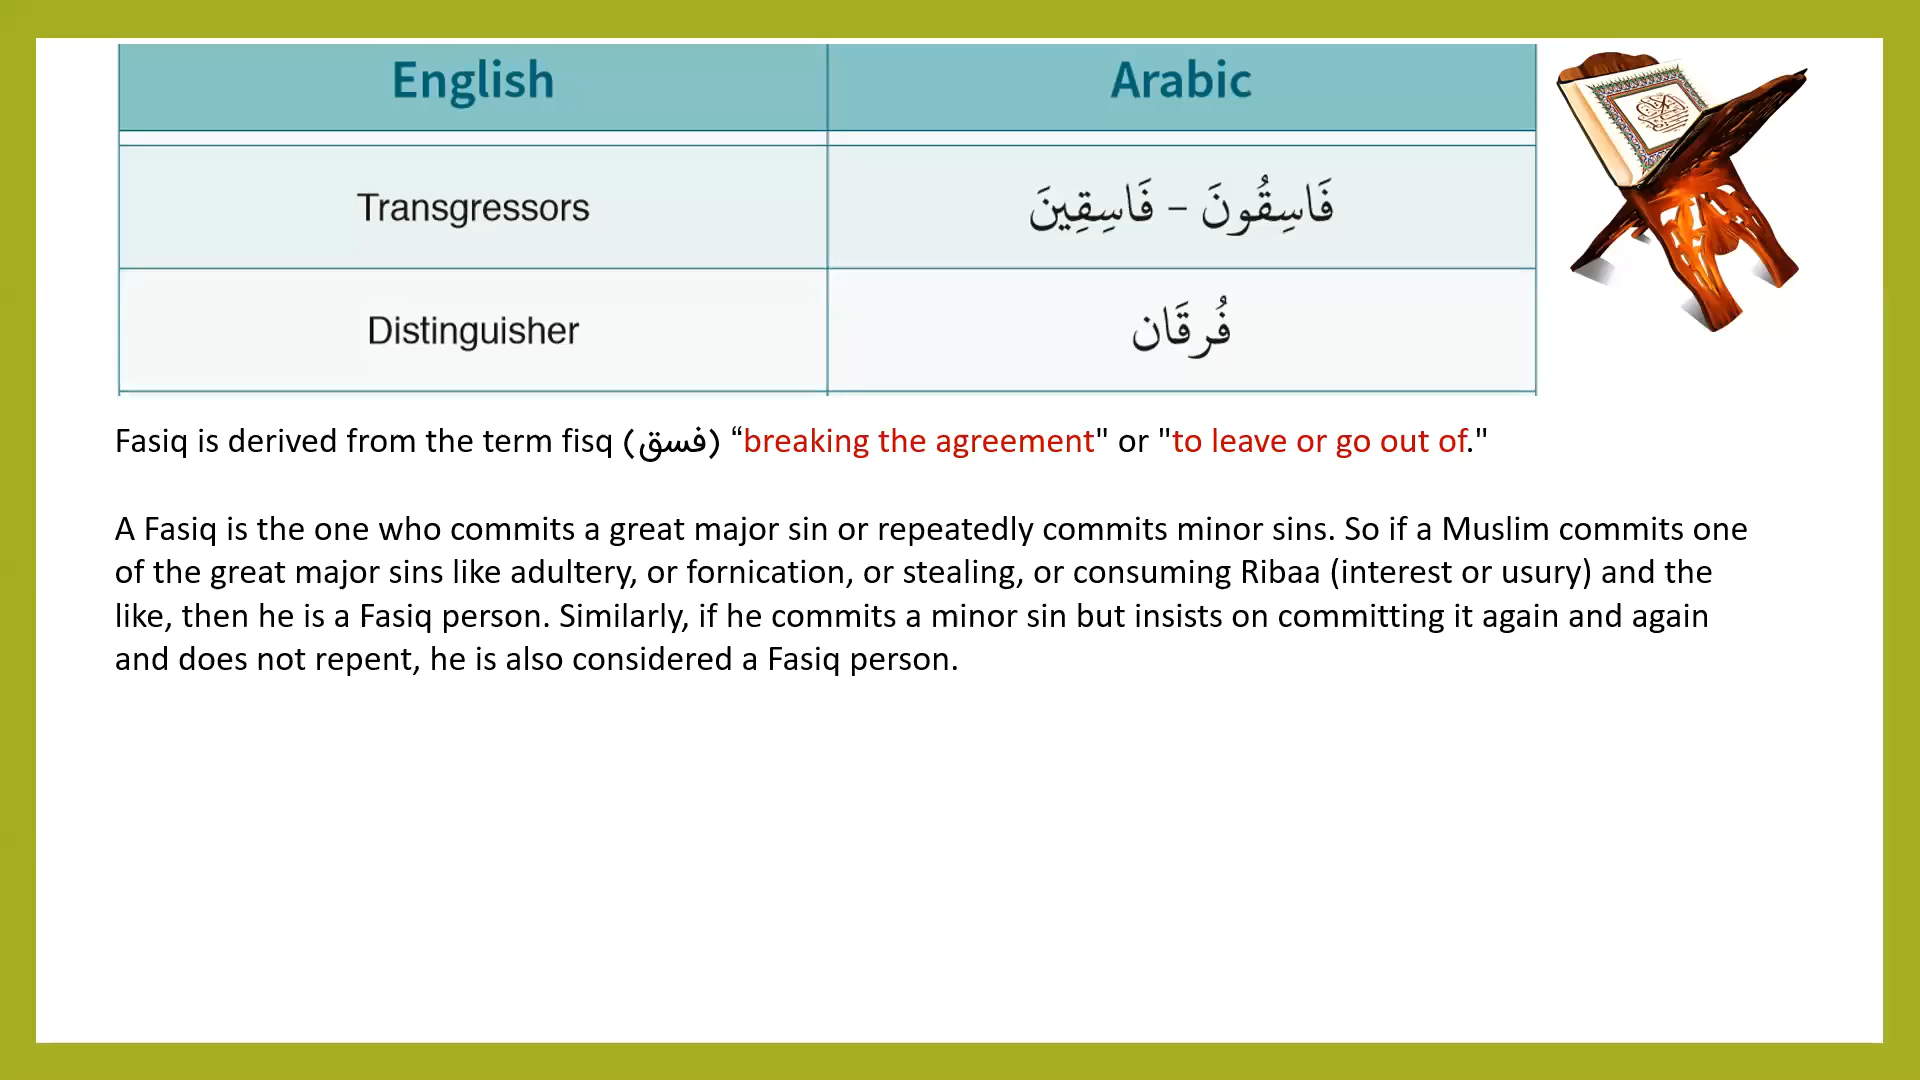 English Arabic
Transgressors فَاسِقُونَ – فَاسِقِينَ
Distinguisher فُرقَان
Fasiq is derived from the term fisq (فسق) “breaking the agreement" or "to leave or go out of."
A Fasiq is the one who commits a great major sin or repeatedly commits minor sins. So if a Muslim commits one
of the great major sins like adultery, or fornication, or stealing, or consuming Ribaa (interest or usury) and the
like, then he is a Fasiq person. Similarly, if he commits a minor sin but insists on committing it again and again
and does not repent, he is also considered a Fasiq person.